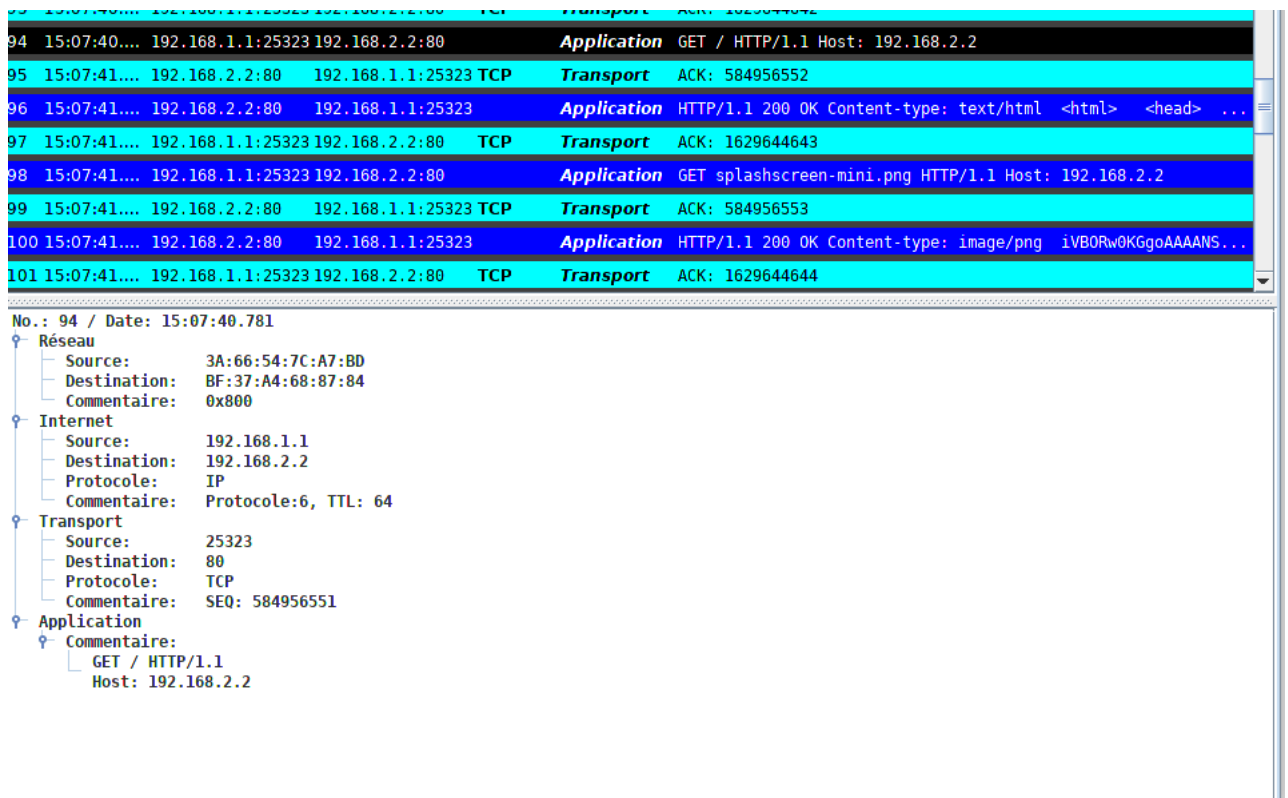 94 15:07:40.... 192.168.1.1:25323 192.168.2.2:80 Application GET / HTTP/1.1 Host: 192.168.2.2
95 15:07:41.... 192.168.2.2:80 192.168.1.1:25323 TCP Transport ACK: 584956552
96 15:07:41.... 192.168.2.2:80 192.168.1.1:25323 Application HTTP/1.1 200 OK Content-type: text/html <html> <head> ...
97 15:07:41.... 192.168.1.1:25323 192.168.2.2:80 TCP Transport ACK: 1629644643
98 15:07:41.... 192.168.1.1:25323 192.168.2.2:80 Application GET splashscreen-mini.png HTTP/1.1 Host: 192.168.2.2
99 15:07:41.... 192.168.2.2:80 192.168.1.1:25323 TCP Transport ACK: 584956553
100 15:07:41.... 192.168.2.2:80 192.168.1.1:25323 Application HTTP/1.1 200 OK Content-type: image/png iVBORw0KGgoAAAANS...
101 15:07:41.... 192.168.1.1:25323 192.168.2.2:80 TCP Transport ACK: 1629644644
No.: 94 / Date: 15:07:40.781
Réseau
Source: 3A:66:54:7C:A7:BD
Destination: BF:37:A4:68:87:84
Commentaire: 0x800
Internet
Source: 192.168.1.1
Destination: 192.168.2.2
Protocole: IP
Commentaire: Protocole:6, TTL: 64
Transport
Source: 25323
Destination: 80
Protocole: TCP
Commentaire: SEQ: 584956551
Application
Commentaire:
GET / HTTP/1.1
Host: 192.168.2.2